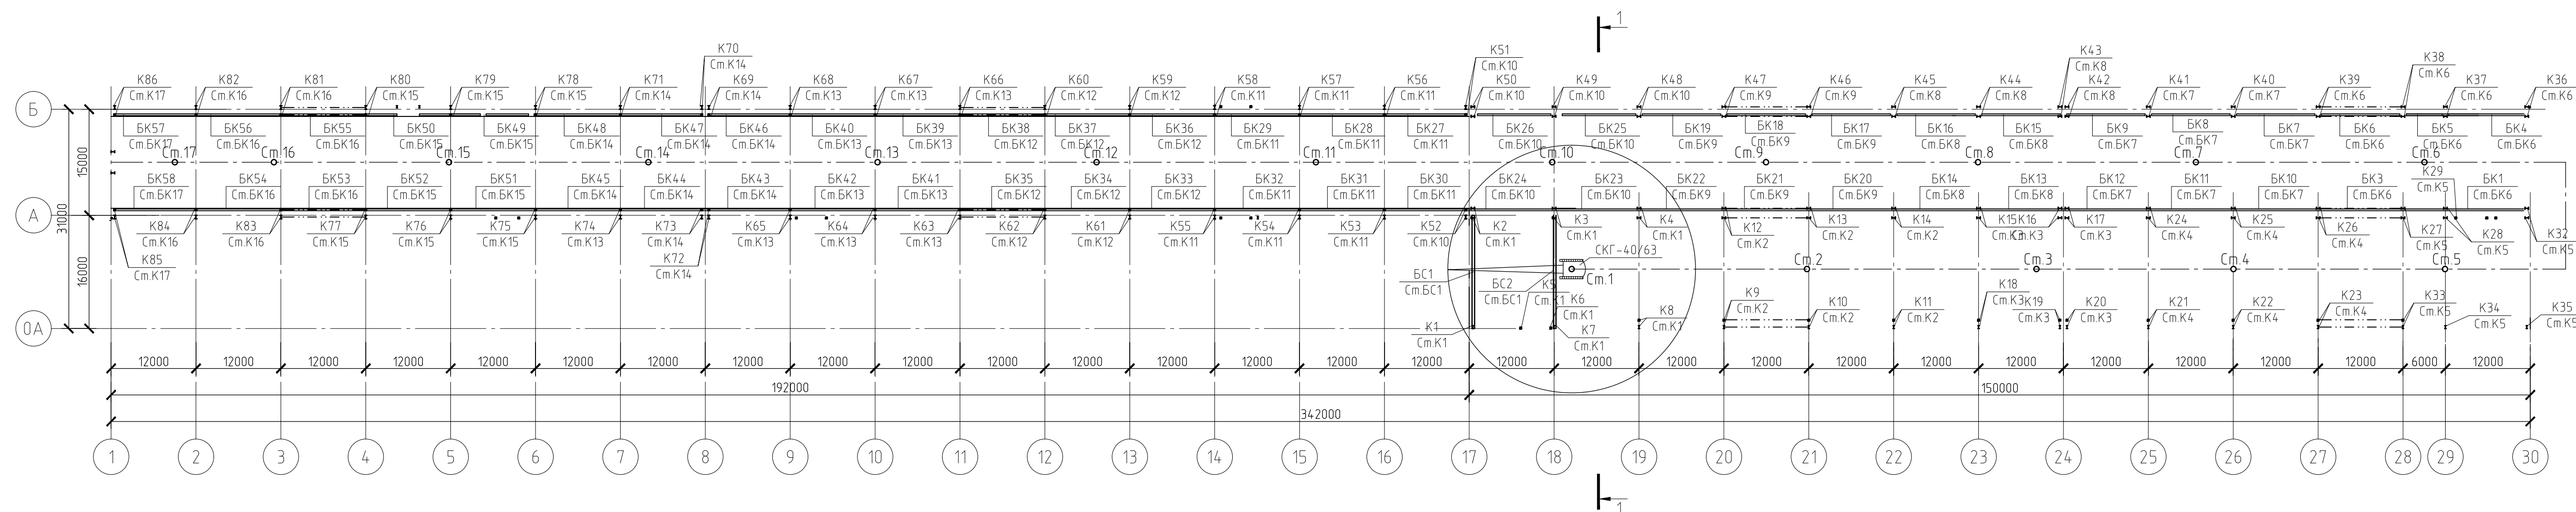 1
К70
Ст.К14
К51
Ст.К10
К43
Ст.К8
К38
Ст.К6
К86 К82 К81 К80 К79 К78 К71 К69 К68 К67 К66 К60 К59 К58 К57 К56 К50 К49 К48 К47 К46 К45 К44 К42 К41 К40 К39 К37 К36
Ст.К17 Ст.К16 Ст.К16 Ст.К15 Ст.К15 Ст.К15 Ст.К14 Ст.К14 Ст.К13 Ст.К13 Ст.К13 Ст.К12 Ст.К12 Ст.К11 Ст.К11 Ст.К11 Ст.К10 Ст.К10 Ст.К10 Ст.К9 Ст.К9 Ст.К8 Ст.К8 Ст.К8 Ст.К7 Ст.К7 Ст.К6 Ст.К6 Ст.К6
Б
БК57 БК56 БК55 БК50 БК49 БК48 БК47 БК46 БК40 БК39 БК38 БК37 БК36 БК29 БК28 БК27 БК26 БК25 БК19 БК18 БК17 БК16 БК15 БК9 БК8 БК7 БК6 БК5 БК4
Ст.БК17 Ст.БК16 Ст.БК16 Ст.БК15 Ст.БК15 Ст.БК14 Ст.БК14 Ст.БК14 Ст.БК13 Ст.БК13 Ст.БК12 Ст.БК12 Ст.БК12 Ст.БК11 Ст.БК11 Ст.БК11 Ст.БК10 Ст.БК10 Ст.БК9 Ст.БК9 Ст.БК9 Ст.БК8 Ст.БК8 Ст.БК7 Ст.БК7 Ст.БК7 Ст.БК6 Ст.БК6 Ст.БК6
Ст.17 Ст.16 Ст.15 Ст.14 Ст.13 Ст.12 Ст.11 Ст.10 Ст.9 Ст.8 Ст.7 Ст.6
15000
БК58 БК54 БК53 БК52 БК51 БК45 БК44 БК43 БК42 БК41 БК35 БК34 БК33 БК32 БК31 БК30 БК24 БК23 БК22 БК21 БК20 БК14 БК13 БК12 БК11 БК10 БК3 БК1
Ст.БК17 Ст.БК16 Ст.БК16 Ст.БК15 Ст.БК15 Ст.БК14 Ст.БК14 Ст.БК14 Ст.БК13 Ст.БК13 Ст.БК12 Ст.БК12 Ст.БК12 Ст.БК11 Ст.БК11 Ст.БК11 Ст.БК10 Ст.БК10 Ст.БК9 Ст.БК9 Ст.БК9 Ст.БК8 Ст.БК8 Ст.БК7 Ст.БК7 Ст.БК7 Ст.БК6 Ст.БК6
К29
Ст.К5
А
31000
К84 К83 К77 К76 К75 К74 К73 К65 К64 К63 К62 К61 К55 К54 К53 К52 К2 К3 К4 К12 К13 К14 К15 К16 К17 К24 К25 К26 К27 К28 К32
Ст.К16 Ст.К16 Ст.К15 Ст.К15 Ст.К15 Ст.К13 Ст.К14 Ст.К13 Ст.К13 Ст.К13 Ст.К12 Ст.К12 Ст.К11 Ст.К11 Ст.К11 Ст.К10 Ст.К1 Ст.К1 Ст.К1 Ст.К2 Ст.К2 Ст.К2 Ст.К3 Ст.К3 Ст.К4 Ст.К4 Ст.К4 Ст.К5 Ст.К5 Ст.К5
К85
Ст.К17
К72
Ст.К14
СКГ-40/63
16000
БС1
Ст.БС1
БС2
Ст.БС1
Ст.1 Ст.2 Ст.3 Ст.4 Ст.5
К5
Ст.К1
К6
Ст.К1
К8
Ст.К1
К9 К10 К11 К18 К19 К20 К21 К22 К23 К33 К34 К35
Ст.К2 Ст.К2 Ст.К2 Ст.К3 Ст.К3 Ст.К3 Ст.К4 Ст.К4 Ст.К4 Ст.К5 Ст.К5 Ст.К5
0А
К1
Ст.К1
К7
Ст.К1
12000 12000 12000 12000 12000 12000 12000 12000 12000 12000 12000 12000 12000 12000 12000 12000 12000 12000 12000 12000 12000 12000 12000 12000 12000 12000 12000 6000 12000
192000 150000
342000
1 2 3 4 5 6 7 8 9 10 11 12 13 14 15 16 17 18 19 20 21 22 23 24 25 26 27 28 29 30
1